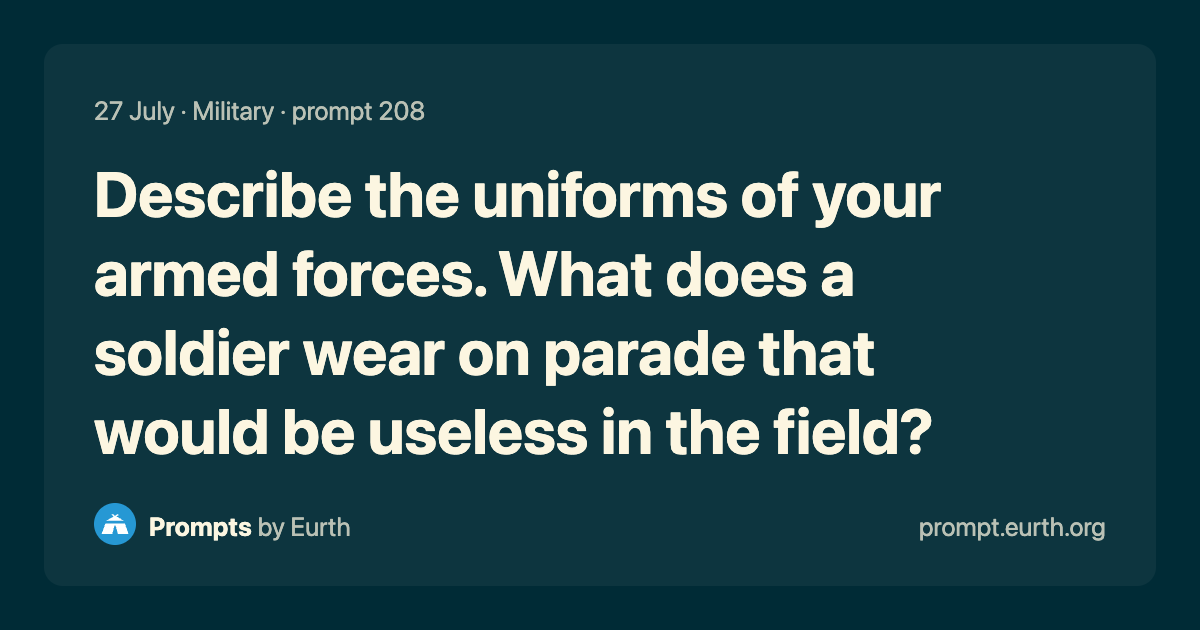 27 July · Military · prompt 208
Describe the uniforms of your
armed forces. What does a
soldier wear on parade that
would be useless in the field?
Prompts by Eurth
prompt.eurth.org